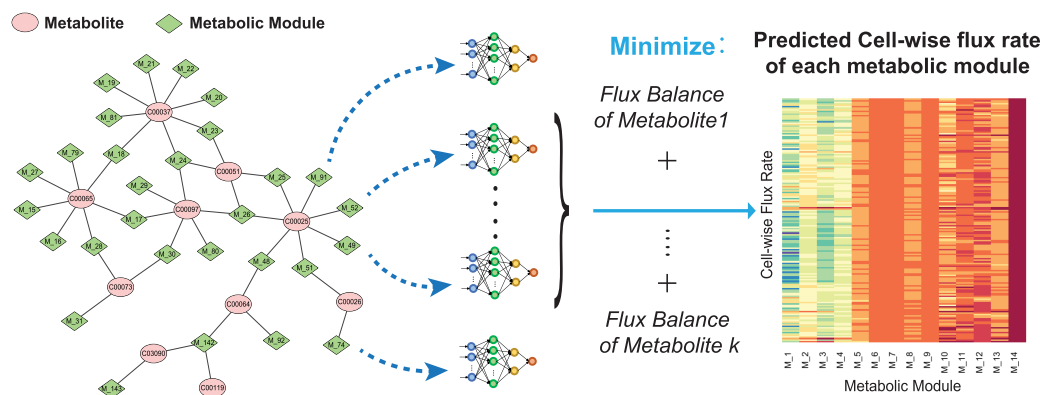 Metabolite
Metabolic Module
M_21
M_19
M_22
M_20
C00037
M_81
M_23
M_79
M_18
M_24
M_27
C00051
M_25
M_91
M_29
C00065
M_15
M_17
C00097
M_26
C00025
M_52
M_16
M_28
M_30
M_80
M_49
M_48
M_51
C00073
C00064
C00026
M_31
M_142
M_92
M_74
C03090
M_143
C00119
Minimize:
Flux Balance
of Metabolite1
+
+
Flux Balance
of Metabolite k
Predicted Cell-wise flux rate
of each metabolic module
Cell-wise Flux Rate
M_1
M_2
M_3
M_4
M_5
M_6
M_7
M_8
M_9
M_10
M_11
M_12
M_13
M_14
Metabolic Module